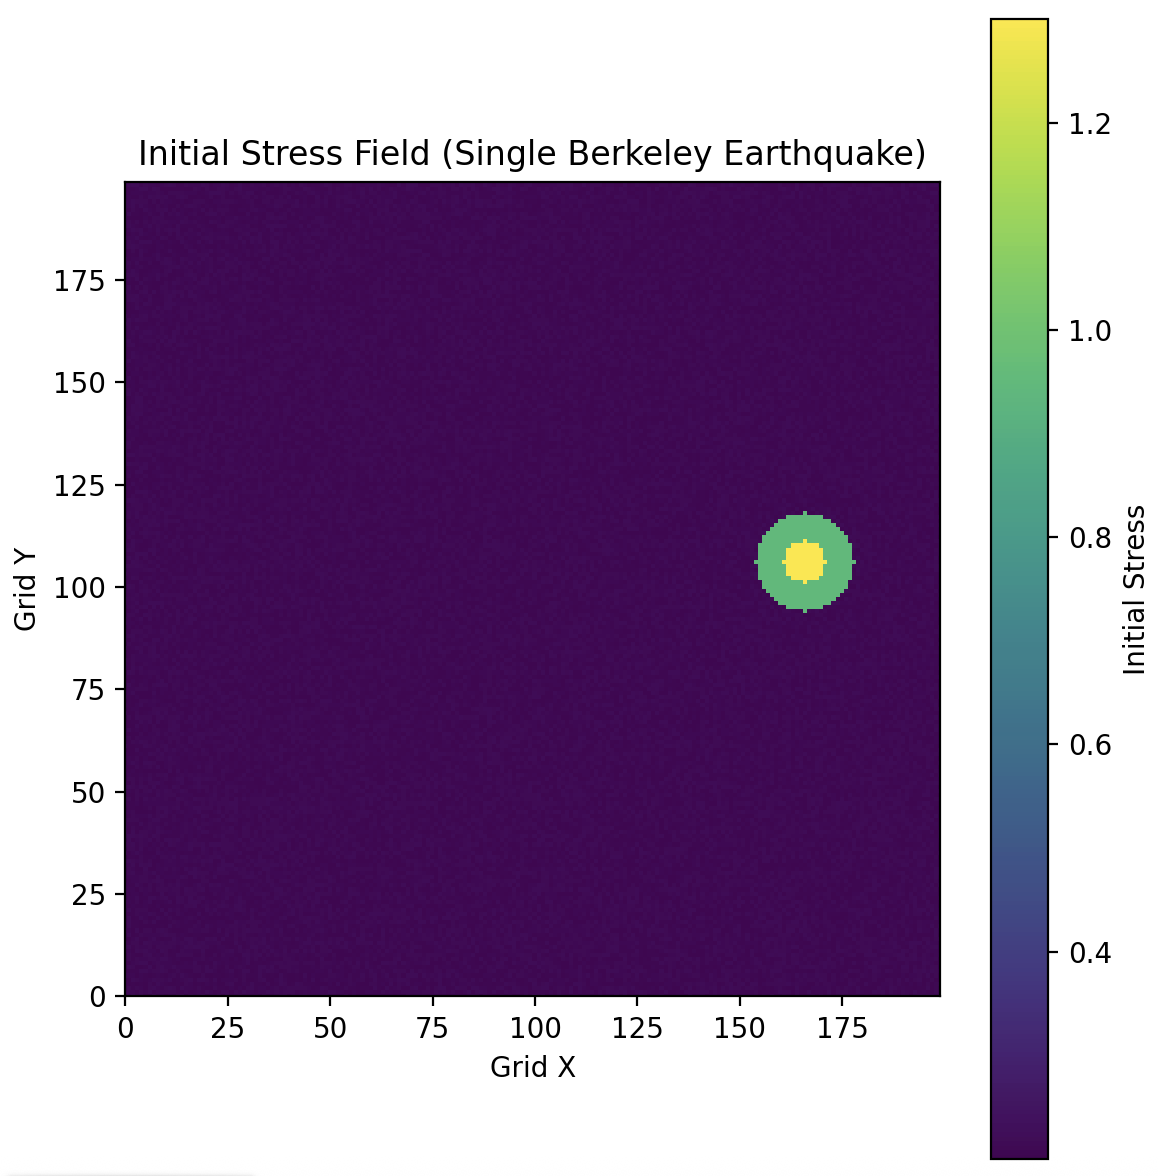 Initial Stress Field (Single Berkeley Earthquake)
1.2
1.0
0.8
0.6
0.4
Initial Stress
175
150
125
100
75
50
25
0
Grid Y
0 25 50 75 100 125 150 175
Grid X